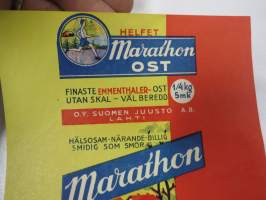 HELFET
Marathon
OST
FINASTE EMMENTHALER-OST
UTAN SKAL - VÄL BEREDD
1/4 kg
5 mk
O.Y. SUOMEN JUUSTO A.B.
LAHTI
HÄLSOSAM-NÄRANDE-BILLIG
SMIDIG SOM SMÖR
Marathon